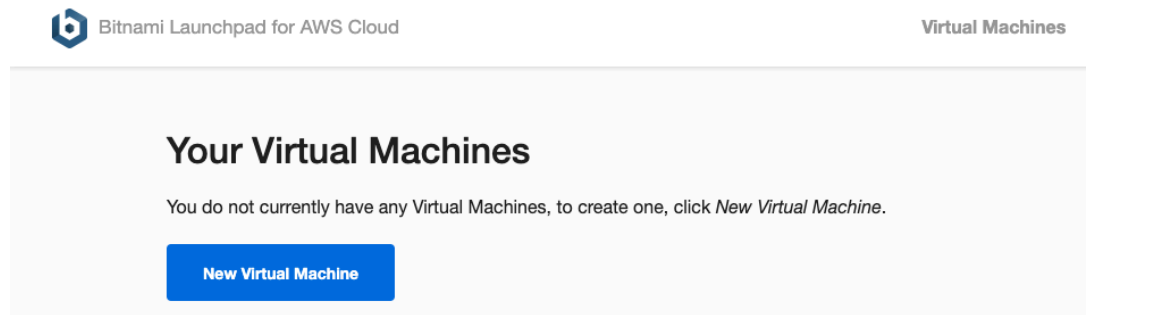 Bitnami Launchpad for AWS Cloud
Virtual Machines
Your Virtual Machines
You do not currently have any Virtual Machines, to create one, click New Virtual Machine.
New Virtual Machine